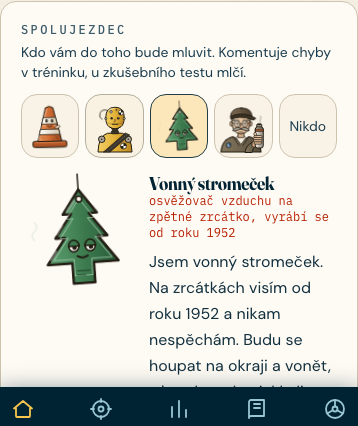 SPOLUJEZDEC
Kdo vám do toho bude mluvit. Komentuje chyby
v tréninku, u zkušebního testu mlčí.
Nikdo
Vonný stromeček
osvěžovač vzduchu na
zpětné zrcátko, vyrábí se
od roku 1952
Jsem vonný stromeček.
Na zrcátkách visím od
roku 1952 a nikam
nespěchám. Budu se
houpat na okraji a vonět,